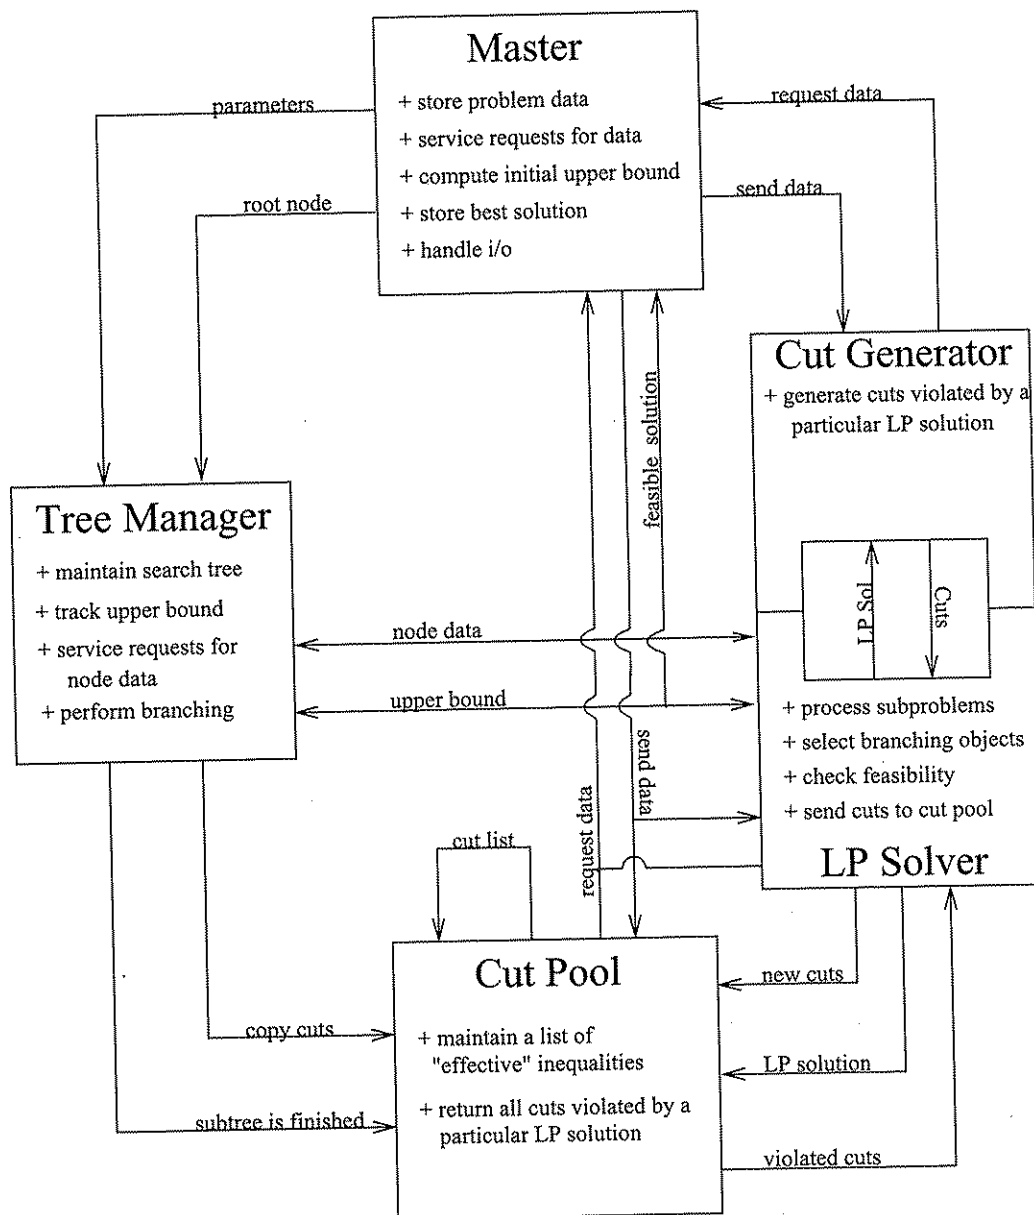 Master
+ store problem data
+ service requests for data
+ compute initial upper bound
+ store best solution
+ handle i/o
parameters
root node
request data
send data
Cut Generator
+ generate cuts violated by a
particular LP solution
LP Sol
Cuts
+ process subproblems
+ select branching objects
+ check feasibility
+ send cuts to cut pool
LP Solver
Tree Manager
+ maintain search tree
+ track upper bound
+ service requests for
node data
+ perform branching
node data
upper bound
feasible solution
send data
request data
cut list
Cut Pool
+ maintain a list of
"effective" inequalities
+ return all cuts violated by a
particular LP solution
copy cuts
subtree is finished
new cuts
LP solution
violated cuts